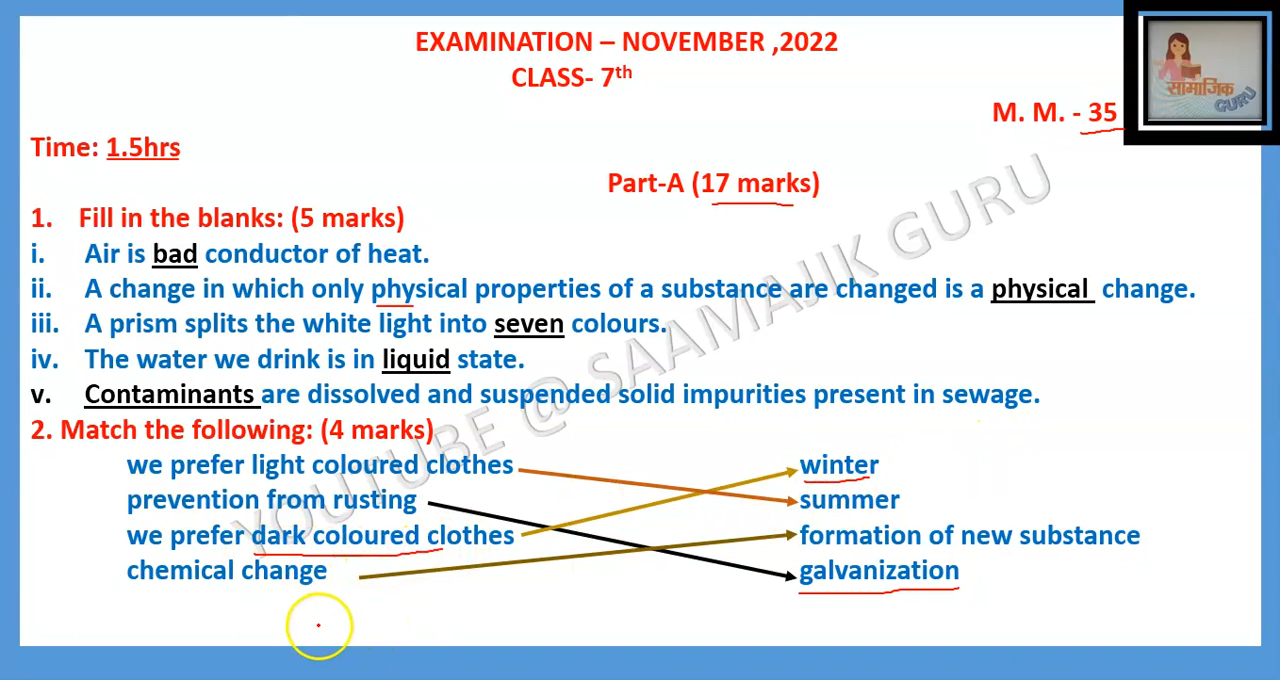 EXAMINATION – NOVEMBER ,2022
CLASS- 7th
सामाजिक
GURU
M. M. - 35
Time: 1.5hrs
Part-A (17 marks)
1. Fill in the blanks: (5 marks)
i. Air is bad conductor of heat.
ii. A change in which only physical properties of a substance are changed is a physical change.
iii. A prism splits the white light into seven colours.
iv. The water we drink is in liquid state.
v. Contaminants are dissolved and suspended solid impurities present in sewage.
2. Match the following: (4 marks)
we prefer light coloured clothes winter
prevention from rusting summer
we prefer dark coloured clothes formation of new substance
chemical change galvanization
YOUTUBE @ SAAMAJIK GURU